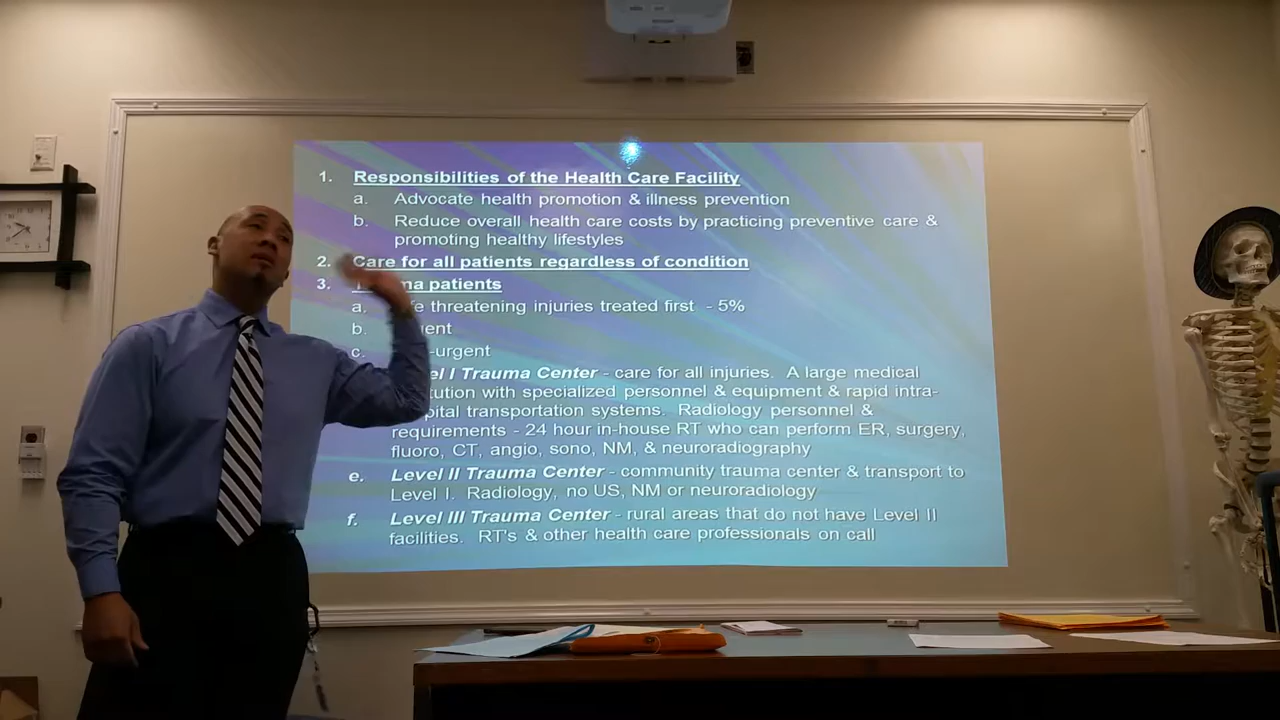 1. Responsibilities of the Health Care Facility
a. Advocate health promotion & illness prevention
b. Reduce overall health care costs by practicing preventive care &
promoting healthy lifestyles
2. Care for all patients regardless of condition
3. ma patients
a. fe threatening injuries treated first - 5%
b. gent
c. -urgent
el I Trauma Center - care for all injuries. A large medical
tution with specialized personnel & equipment & rapid intra-
pital transportation systems. Radiology personnel &
requirements - 24 hour in-house RT who can perform ER, surgery,
fluoro, CT, angio, sono, NM, & neuroradiography
e. Level II Trauma Center - community trauma center & transport to
Level I. Radiology, no US, NM or neuroradiology
f. Level III Trauma Center - rural areas that do not have Level II
facilities. RT's & other health care professionals on call